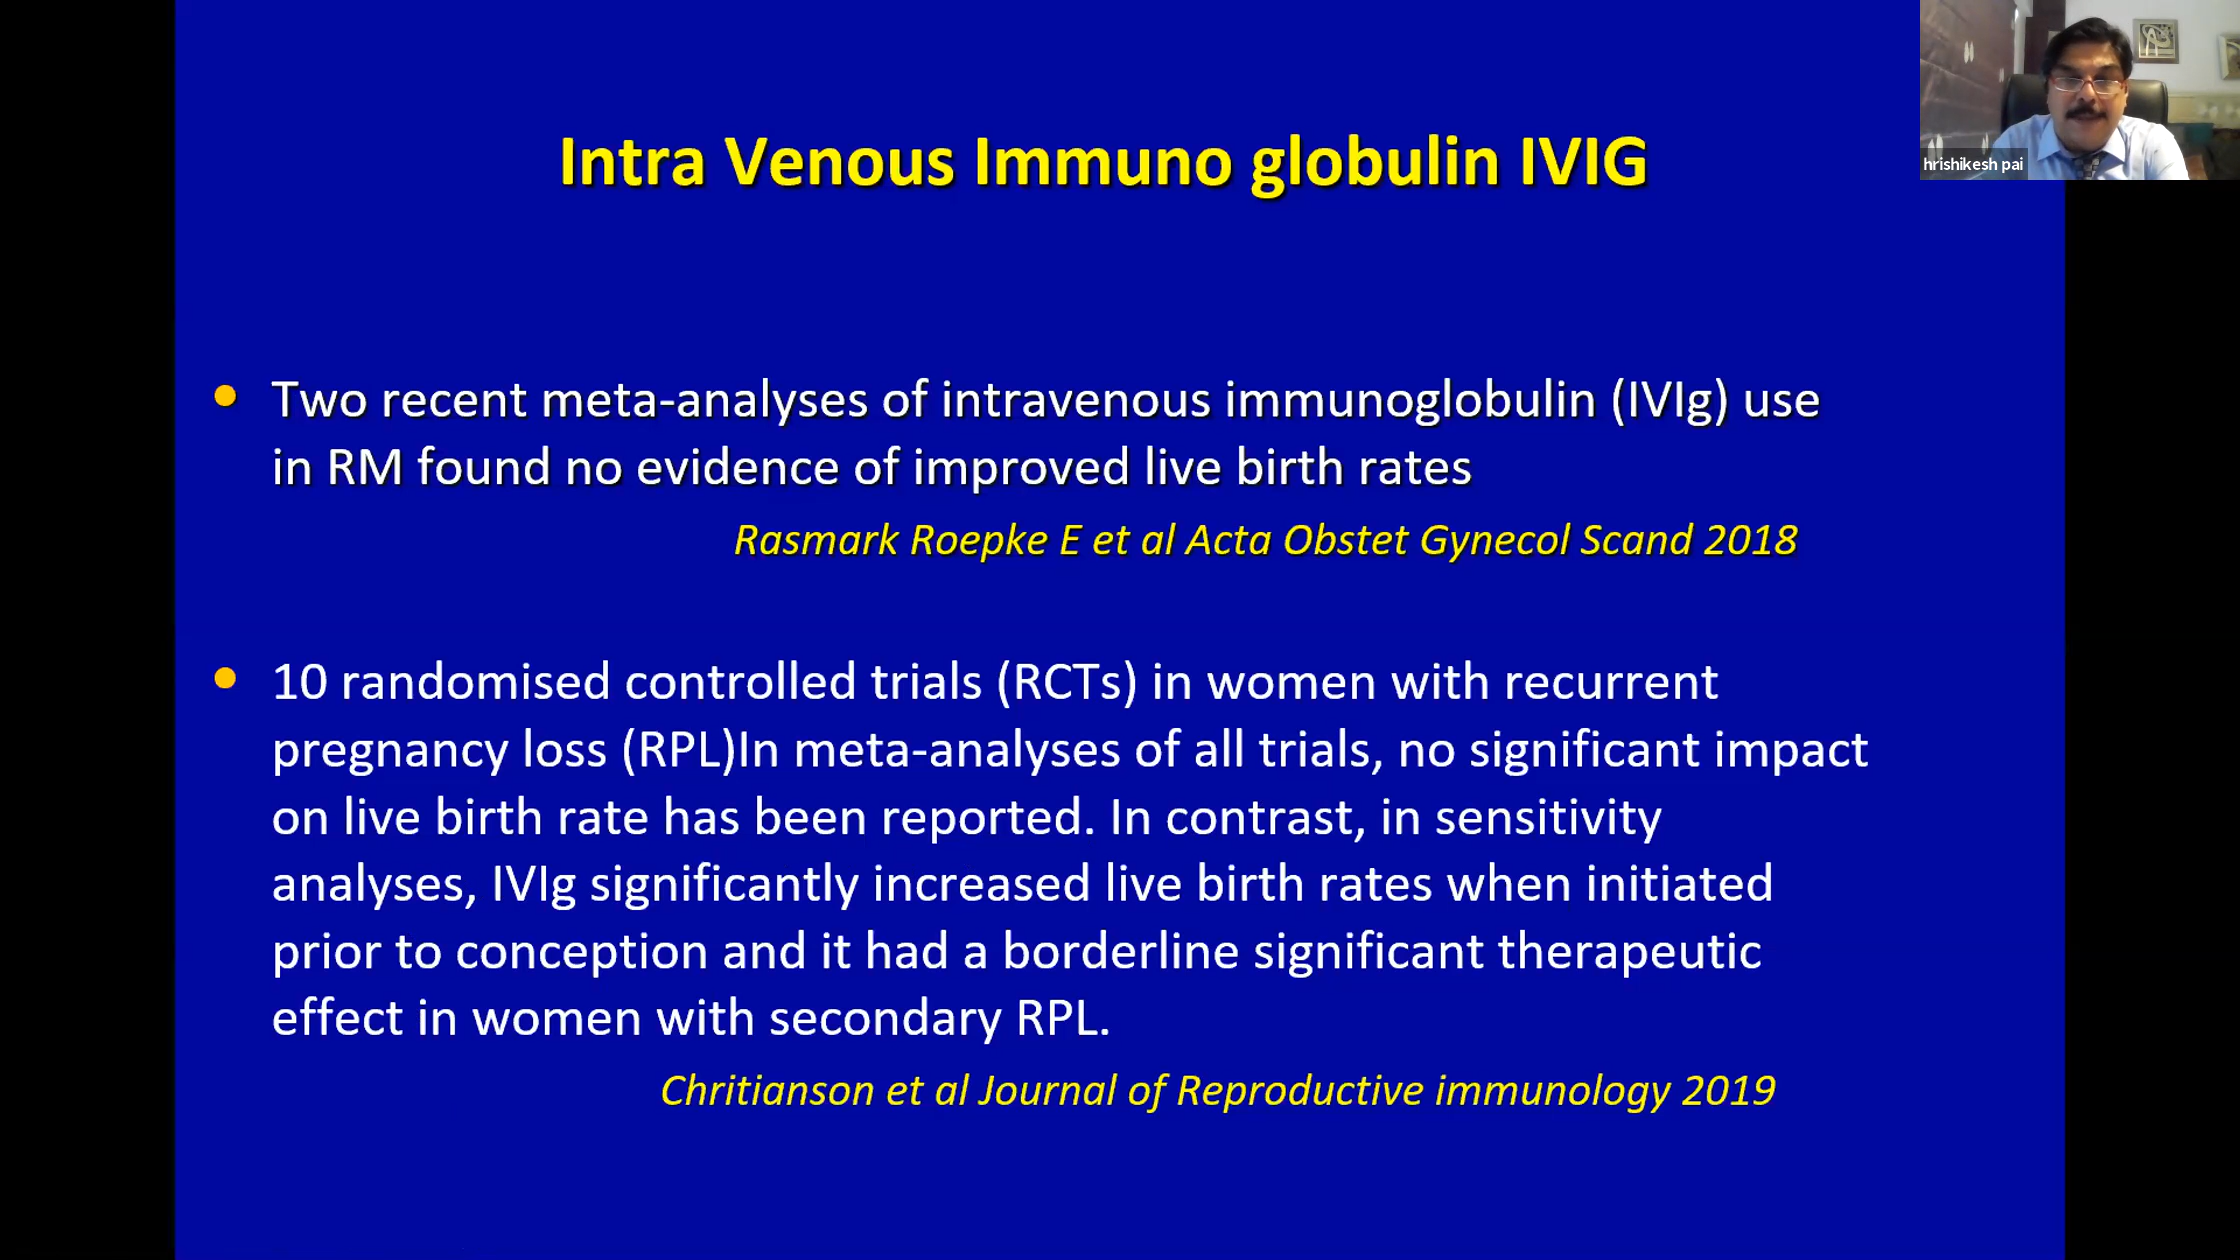 Intra Venous Immuno globulin IVIG
hrishikesh pai
• Two recent meta-analyses of intravenous immunoglobulin (IVIg) use
in RM found no evidence of improved live birth rates
Rasmark Roepke E et al Acta Obstet Gynecol Scand 2018
• 10 randomised controlled trials (RCTs) in women with recurrent
pregnancy loss (RPL)In meta-analyses of all trials, no significant impact
on live birth rate has been reported. In contrast, in sensitivity
analyses, IVIg significantly increased live birth rates when initiated
prior to conception and it had a borderline significant therapeutic
effect in women with secondary RPL.
Chritianson et al Journal of Reproductive immunology 2019